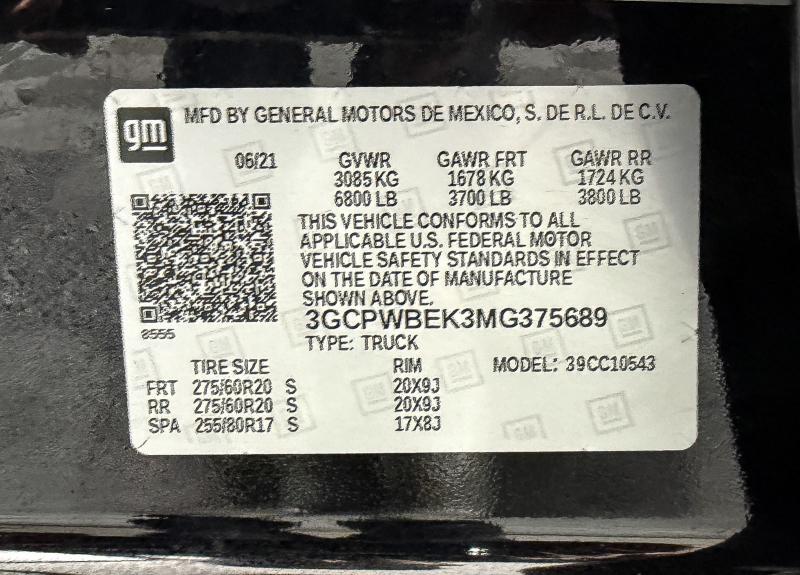 gm MFD BY GENERAL MOTORS DE MEXICO, S. DE R.L. DE C.V.
06/21 GVWR GAWR FRT GAWR RR
3085 KG 1678 KG 1724 KG
6800 LB 3700 LB 3800 LB
THIS VEHICLE CONFORMS TO ALL
APPLICABLE U.S. FEDERAL MOTOR
VEHICLE SAFETY STANDARDS IN EFFECT
ON THE DATE OF MANUFACTURE
SHOWN ABOVE.
3GCPWBEK3MG375689
8555
TYPE: TRUCK
TIRE SIZE RIM MODEL: 39CC10543
FRT 275/60R20 S 20X9J
RR 275/60R20 S 20X9J
SPA 255/80R17 S 17X8J